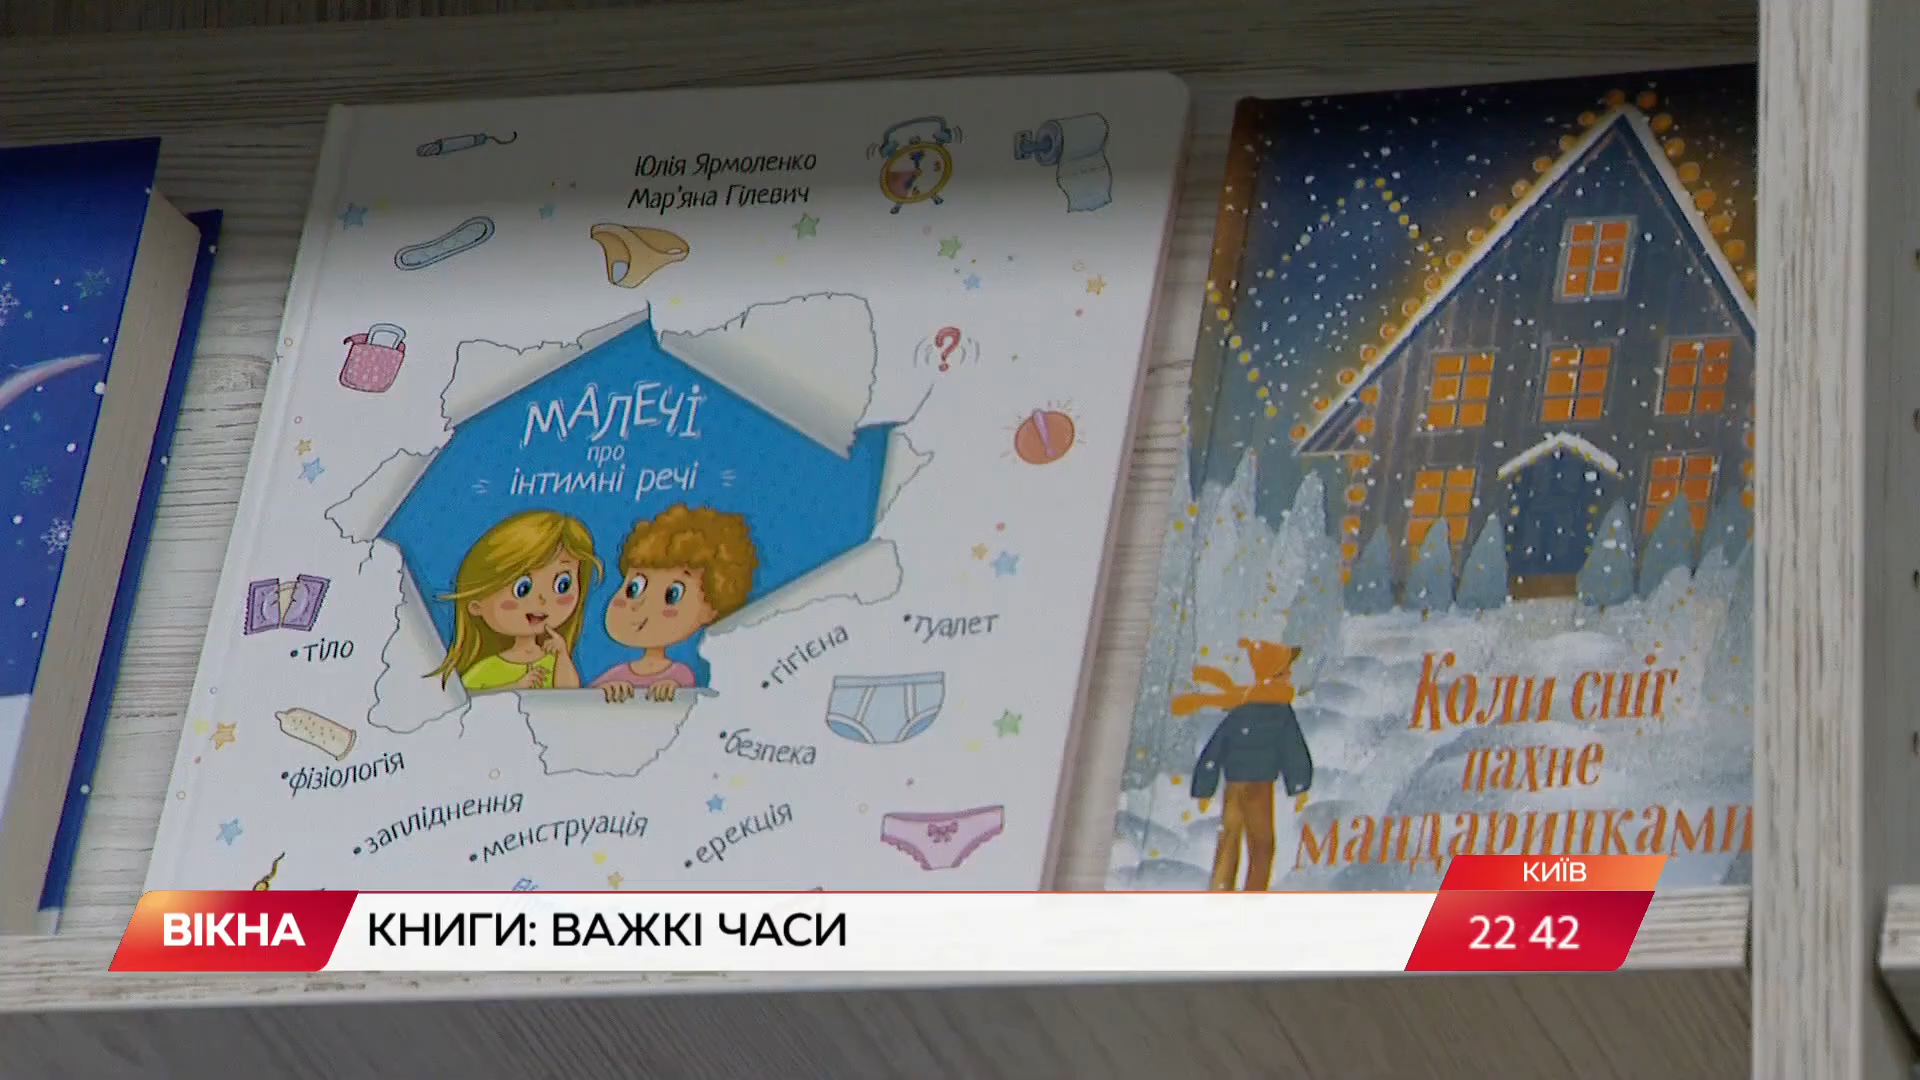 Юлія Ярмоленко
Мар'яна Гілевич
МАЛЕЧІ
про
інтимні речі
•тіло
•фізіологія
•запліднення
•менструація
•ерекція
•безпека
•гігієна
•туалет
Коли сніг
пахне
мандаринками
КИЇВ
ВІКНА
КНИГИ: ВАЖКІ ЧАСИ
22 42